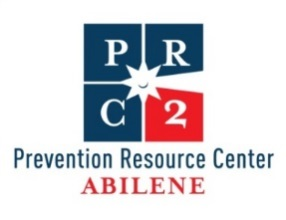 P R
C 2
Prevention Resource Center
ABILENE